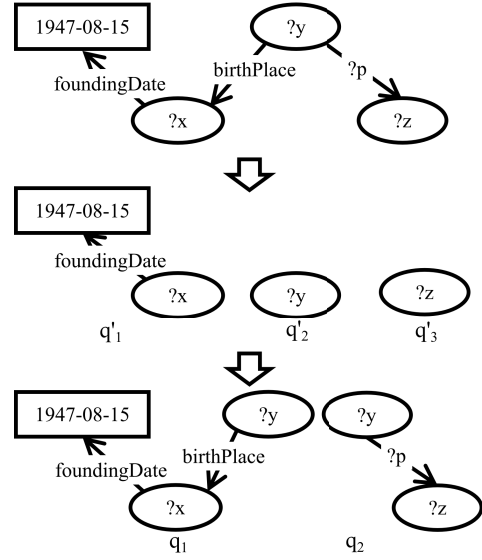 1947-08-15 ?y
birthPlace ?p
foundingDate
?x ?z
1947-08-15
foundingDate
?x ?y ?z
q'1 q'2 q'3
1947-08-15 ?y ?y
birthPlace ?p
foundingDate
?x ?z
q1 q2